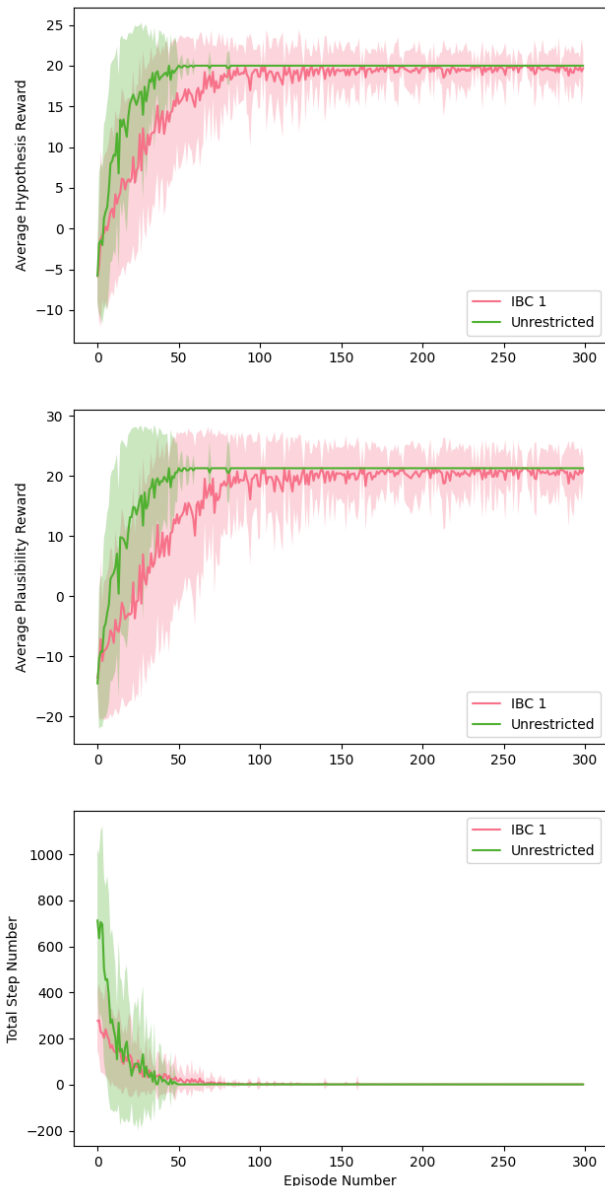 Average Hypothesis Reward
25
20
15
10
5
0
−5
−10
IBC 1
Unrestricted
0 50 100 150 200 250 300
Average Plausibility Reward
30
20
10
0
−10
−20
IBC 1
Unrestricted
0 50 100 150 200 250 300
Total Step Number
1000
800
600
400
200
0
−200
IBC 1
Unrestricted
0 50 100 150 200 250 300
Episode Number